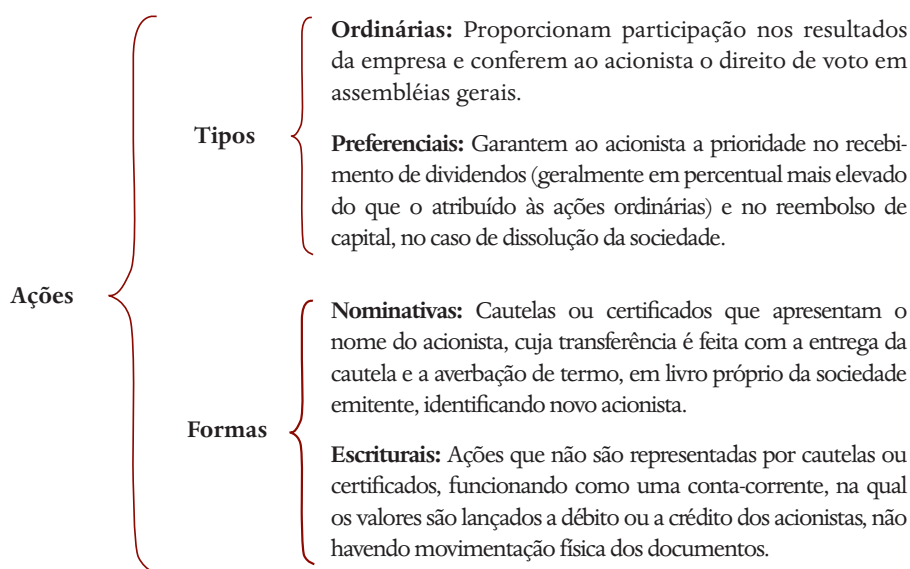 Ações
Tipos
Ordinárias: Proporcionam participação nos resultados
da empresa e conferem ao acionista o direito de voto em
assembléias gerais.
Preferenciais: Garantem ao acionista a prioridade no recebi-
mento de dividendos (geralmente em percentual mais elevado
do que o atribuído às ações ordinárias) e no reembolso de
capital, no caso de dissolução da sociedade.
Formas
Nominativas: Cautelas ou certificados que apresentam o
nome do acionista, cuja transferência é feita com a entrega da
cautela e a averbação de termo, em livro próprio da sociedade
emitente, identificando novo acionista.
Escriturais: Ações que não são representadas por cautelas ou
certificados, funcionando como uma conta-corrente, na qual
os valores são lançados a débito ou a crédito dos acionistas, não
havendo movimentação física dos documentos.